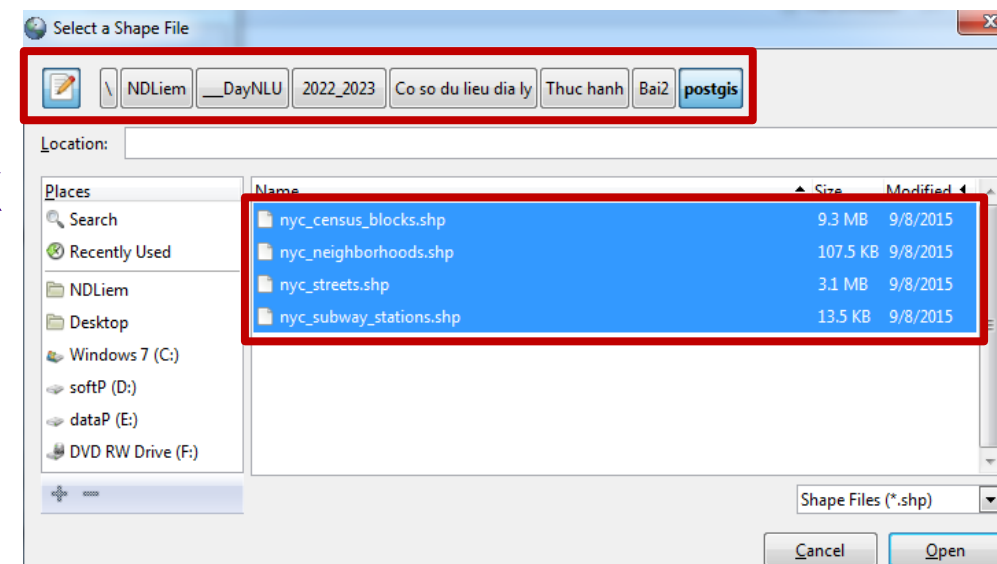 Select a Shape File
\ NDLiem __DayNLU 2022_2023 Co so du lieu dia ly Thuc hanh Bai2 postgis
Location:
Places Name Size Modified
Search nyc_census_blocks.shp 9.3 MB 9/8/2015
Recently Used nyc_neighborhoods.shp 107.5 KB 9/8/2015
NDLiem nyc_streets.shp 3.1 MB 9/8/2015
Desktop nyc_subway_stations.shp 13.5 KB 9/8/2015
Windows 7 (C:)
softP (D:)
dataP (E:)
DVD RW Drive (F:)
Shape Files (*.shp)
Cancel Open